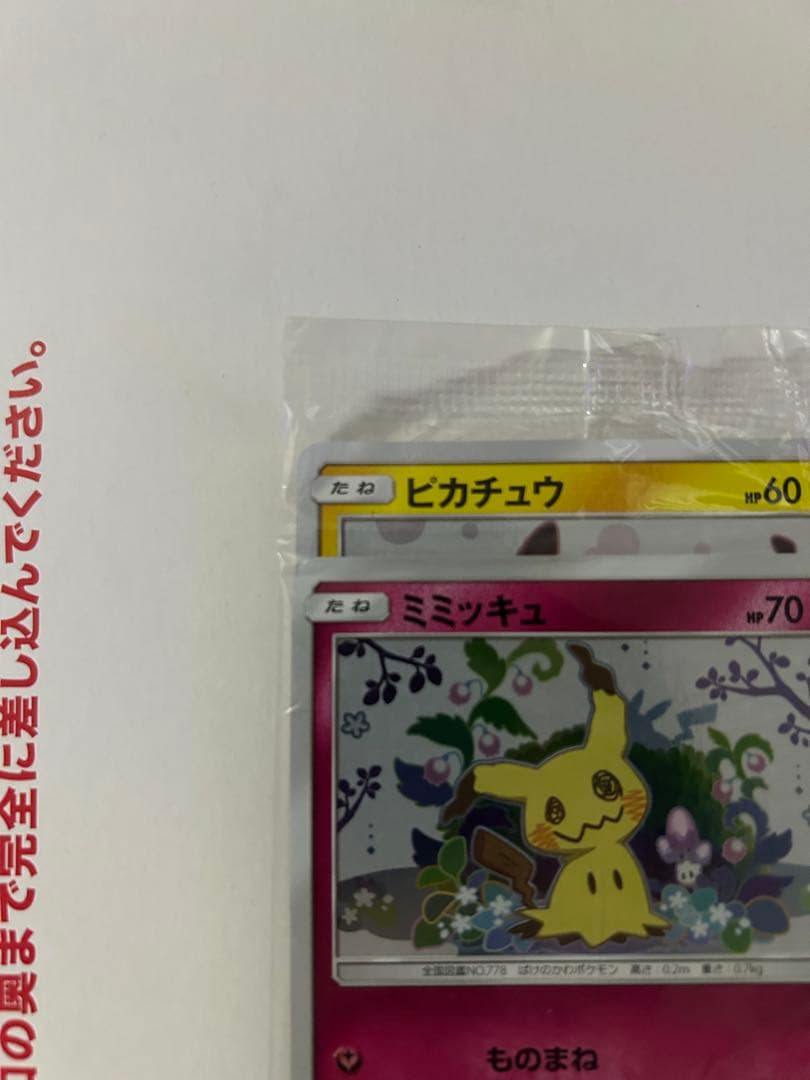 の奥まで完全に差し込んでください。
たね ピカチュウ HP60
たね ミミッキュ HP70
全国図鑑NO.778 ばけのかわポケモン 高さ:0.2m 重さ:0.7kg
ものまね